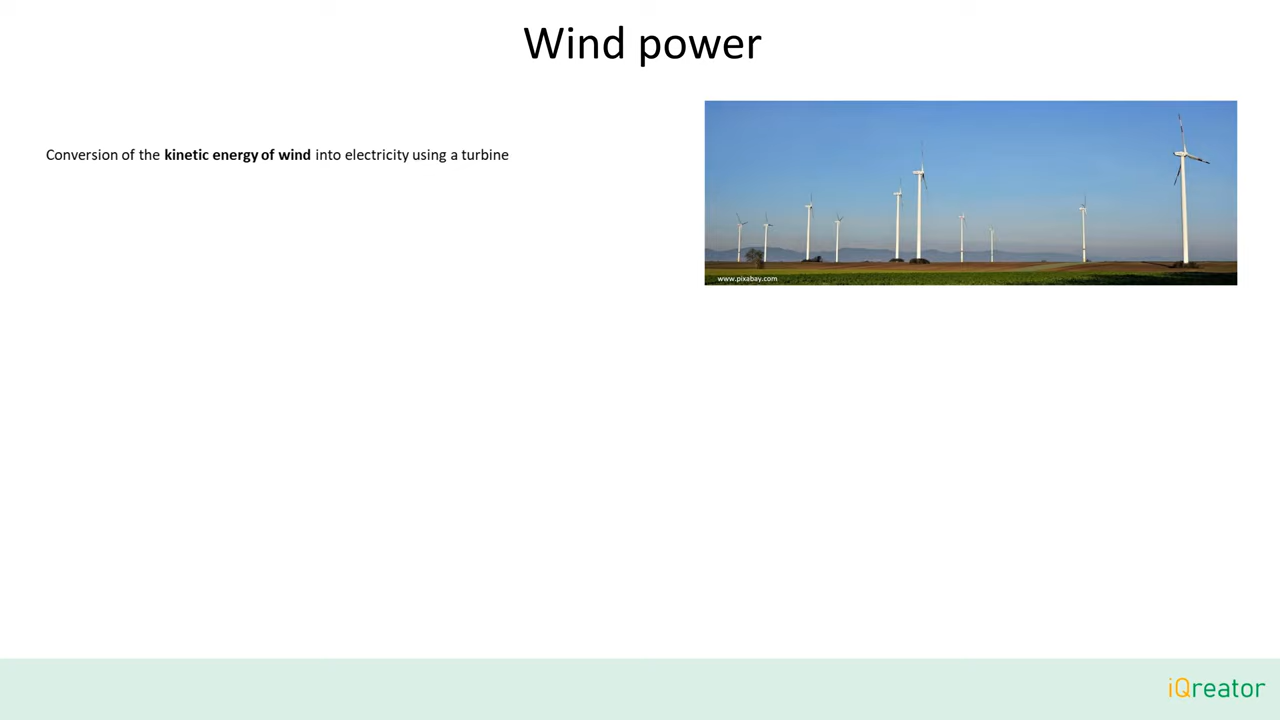 Wind power
Conversion of the kinetic energy of wind into electricity using a turbine
www.pixabay.com
iQreator